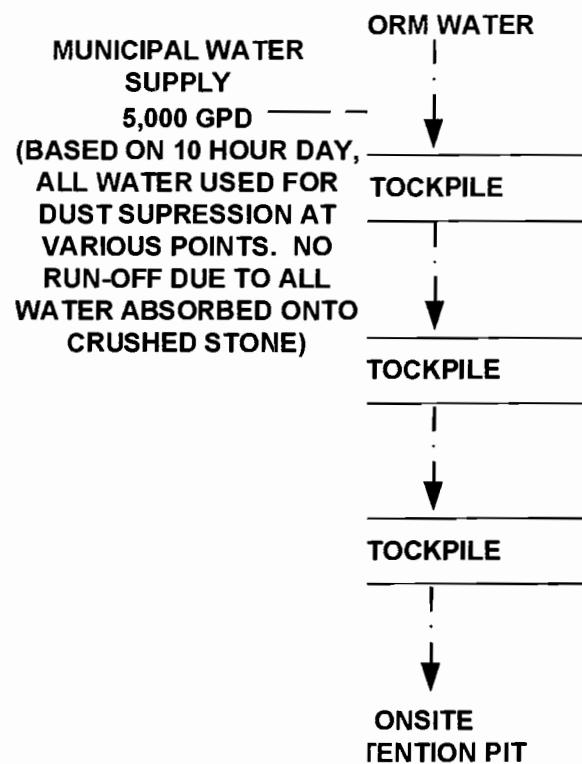 ORM WATER
MUNICIPAL WATER
SUPPLY
5,000 GPD
(BASED ON 10 HOUR DAY,
ALL WATER USED FOR
DUST SUPRESSION AT
VARIOUS POINTS. NO
RUN-OFF DUE TO ALL
WATER ABSORBED ONTO
CRUSHED STONE)
TOCKPILE
TOCKPILE
TOCKPILE
ONSITE
TENTION PIT